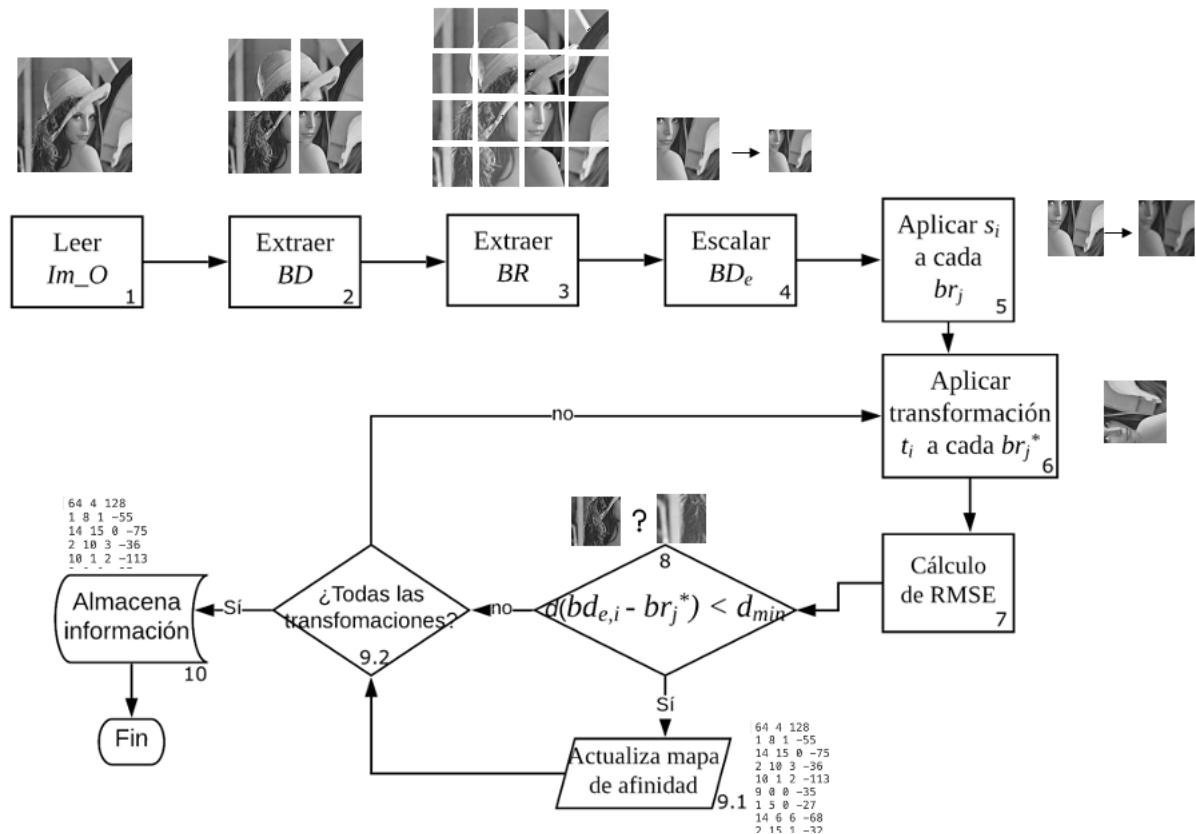 Leer
Im_O
1
Extraer
BD
2
Extraer
BR
3
Escalar
BDe
4
Aplicar si
a cada
brj
5
Aplicar
transformación
ti a cada brj*
6
no
Cálculo
de RMSE
7
?
8
d(bde,i - brj*) < dmin
no
Sí
¿Todas las
transfomaciones?
9.2
Sí
64 4 128
1 8 1 -55
14 15 0 -75
2 10 3 -36
10 1 2 -113
Almacena
información
10
Fin
Actualiza mapa
de afinidad
9.1
64 4 128
1 8 1 -55
14 15 0 -75
2 10 3 -36
10 1 2 -113
9 0 0 -35
1 5 0 -27
14 6 6 -68
2 15 1 -32